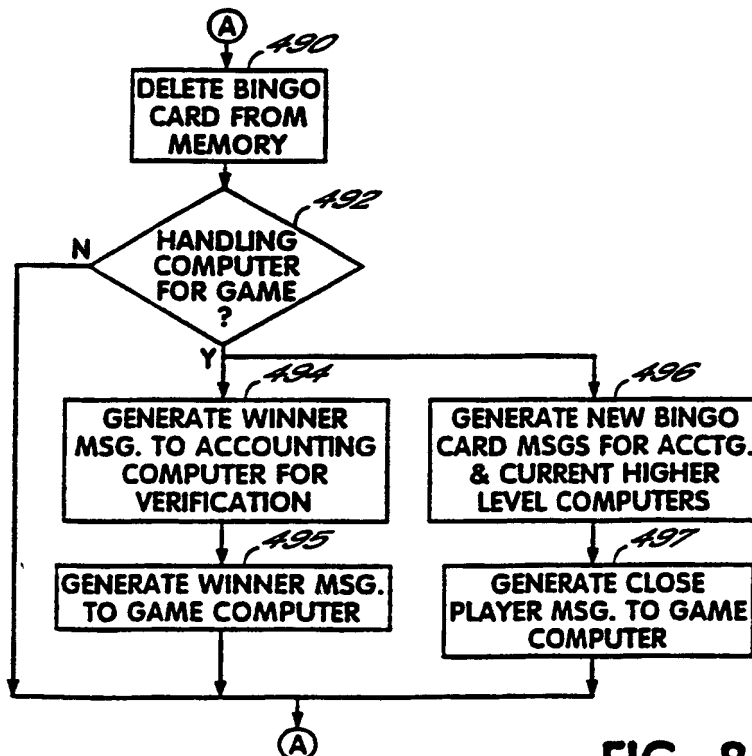 A
490
DELETE BINGO
CARD FROM
MEMORY
492
N
HANDLING
COMPUTER
FOR GAME
?
Y
494
GENERATE WINNER
MSG. TO ACCOUNTING
COMPUTER FOR
VERIFICATION
496
GENERATE NEW BINGO
CARD MSGS FOR ACCTG.
& CURRENT HIGHER
LEVEL COMPUTERS
495
GENERATE WINNER MSG.
TO GAME COMPUTER
497
GENERATE CLOSE
PLAYER MSG. TO GAME
COMPUTER
A
FIG. 8